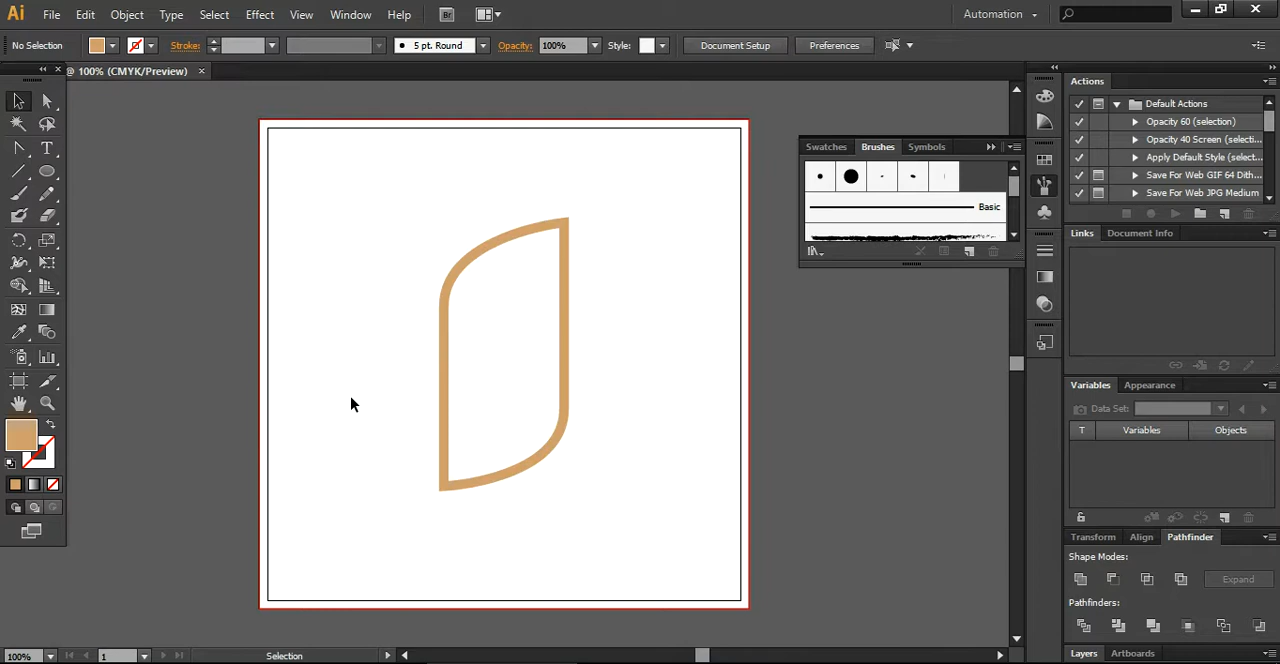 Ai File Edit Object Type Select Effect View Window Help Br Automation
No Selection Stroke: 5 pt. Round Opacity: 100% Style: Document Setup Preferences
@ 100% (CMYK/Preview)
Actions
Default Actions
Opacity 60 (selection)
Opacity 40 Screen (selecti...
Apply Default Style (select...
Save For Web GIF 64 Dith...
Save For Web JPG Medium
Swatches Brushes Symbols
Basic
Links Document Info
Variables Appearance
Data Set:
T Variables Objects
Transform Align Pathfinder
Shape Modes:
Expand
Pathfinders:
Layers Artboards
100% 1 Selection